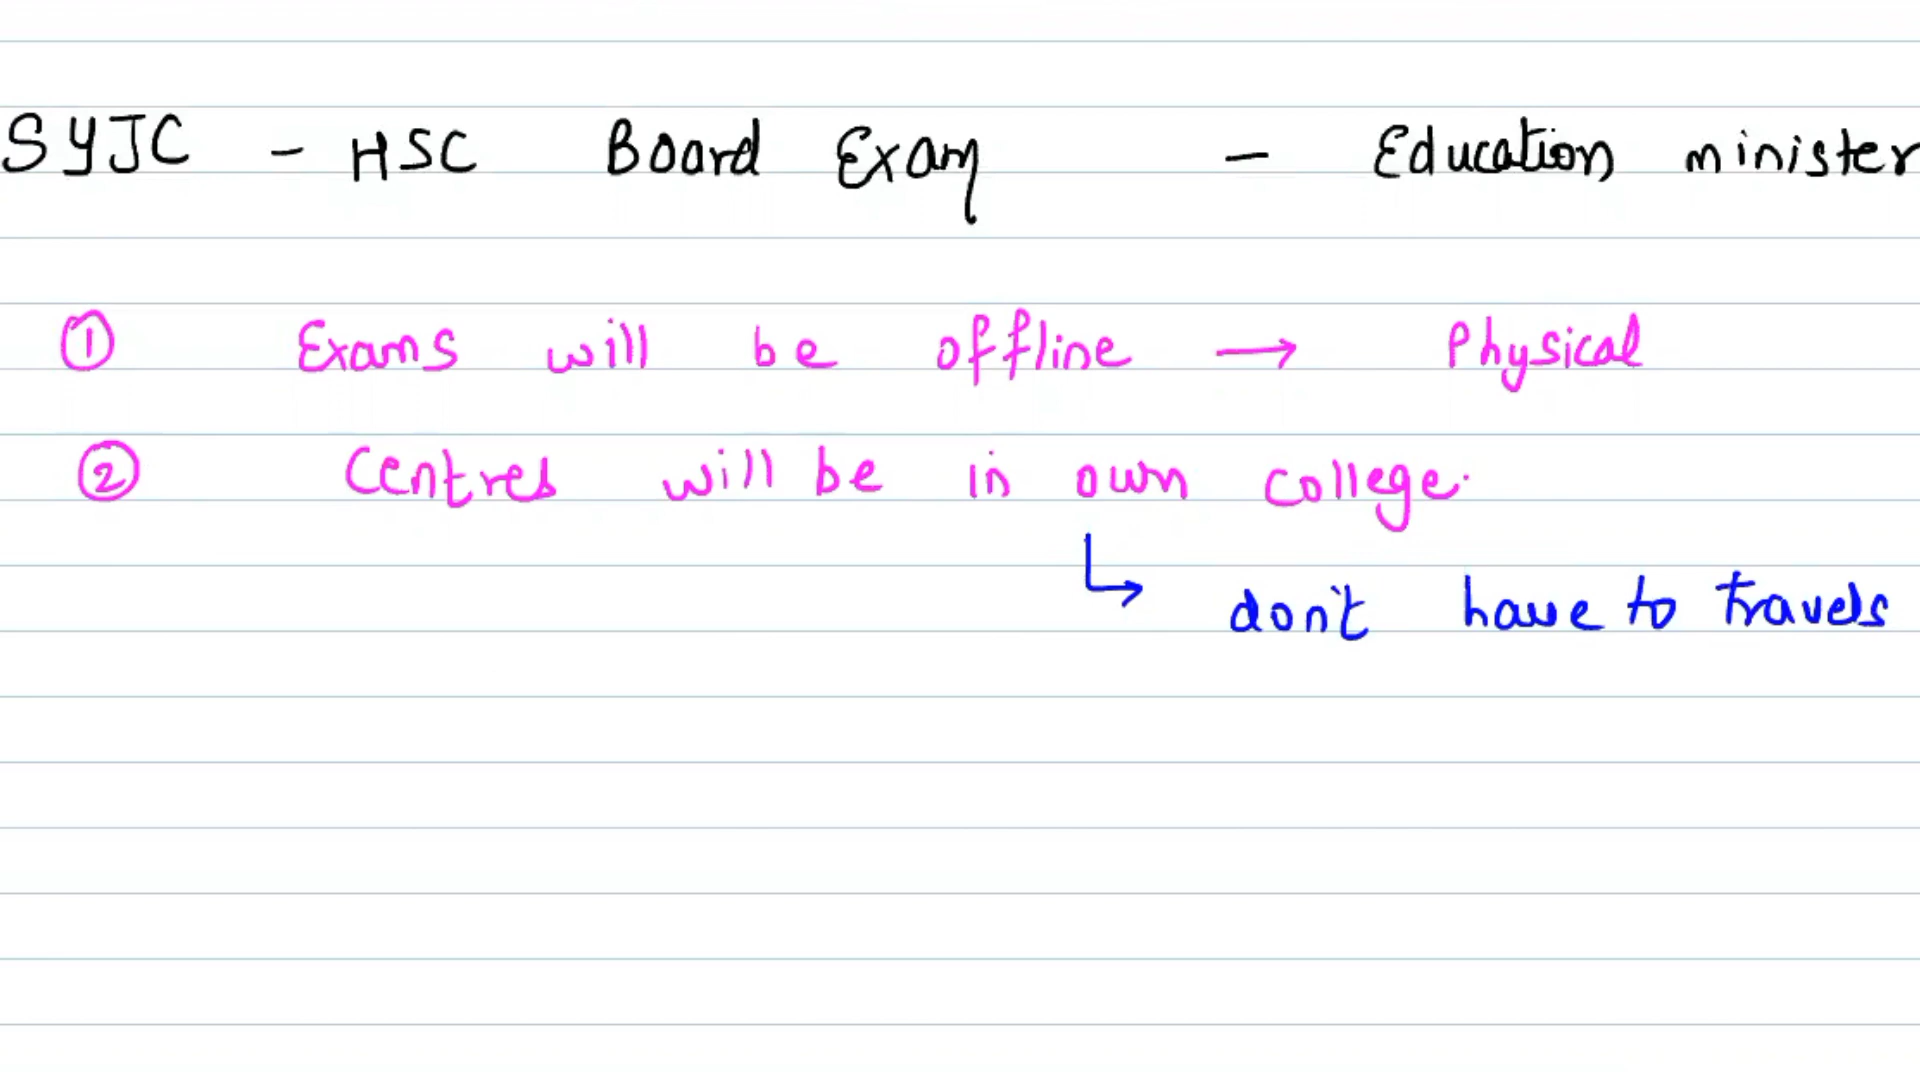 SYJC - HSC Board Exam - Education minister
① Exams will be offline → Physical
② Centres will be in own college.
↳ don't have to travels